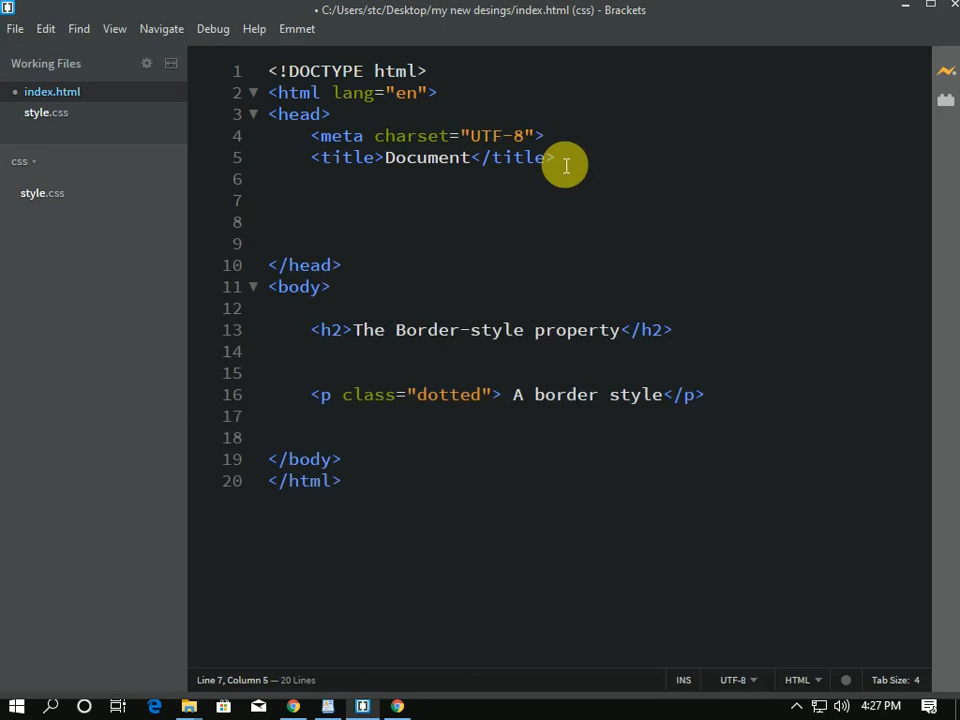 • C:/Users/stc/Desktop/my new desings/index.html (css) - Brackets
File Edit Find View Navigate Debug Help Emmet
Working Files
• index.html
style.css
css
style.css
1 <!DOCTYPE html>
2 <html lang="en">
3 <head>
4 <meta charset="UTF-8">
5 <title>Document</title>
6
7
8
9
10 </head>
11 <body>
12
13 <h2>The Border-style property</h2>
14
15
16 <p class="dotted"> A border style</p>
17
18
19 </body>
20 </html>
Line 7, Column 5 — 20 Lines INS UTF-8 HTML Tab Size: 4
4:27 PM